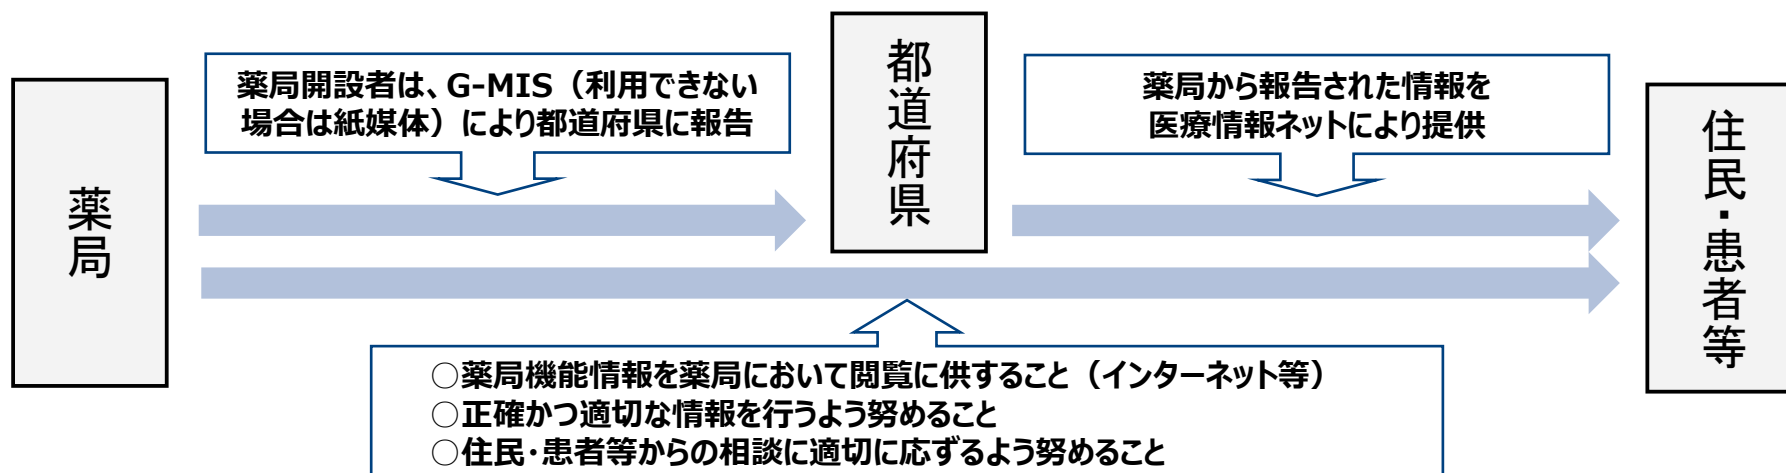 薬局
薬局開設者は、G-MIS（利用できない
場合は紙媒体）により都道府県に報告
都道府県
薬局から報告された情報を
医療情報ネットにより提供
住民・患者等
○薬局機能情報を薬局において閲覧に供すること（インターネット等）
○正確かつ適切な情報を行うよう努めること
○住民・患者等からの相談に適切に応ずるよう努めること